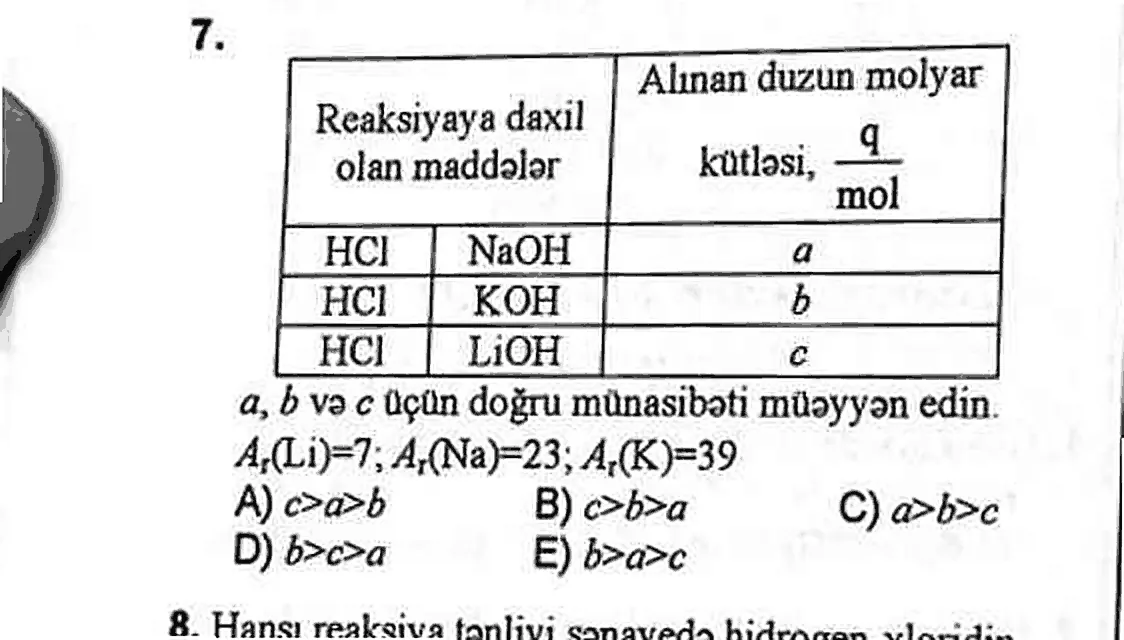 7.
Reaksiyaya daxil
olan maddələr
Alınan duzun molyar
kütləsi, q/mol
HCl NaOH a
HCl KOH b
HCl LiOH c
a, b və c üçün doğru münasibəti müəyyən edin.
Aᵣ(Li)=7; Aᵣ(Na)=23; Aᵣ(K)=39
A) c>a>b B) c>b>a C) a>b>c
D) b>c>a E) b>a>c
8. Hansı reaksiya tənliyi sənayedə hidrogen